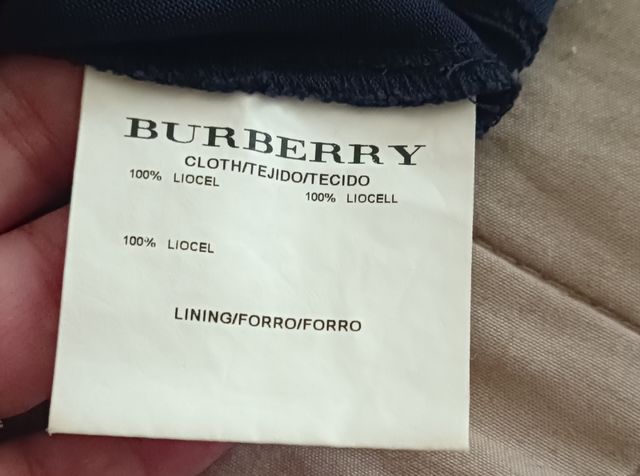 BURBERRY
CLOTH/TEJIDO/TECIDO
100% LIOCEL
100% LIOCELL
100% LIOCEL
LINING/FORRO/FORRO